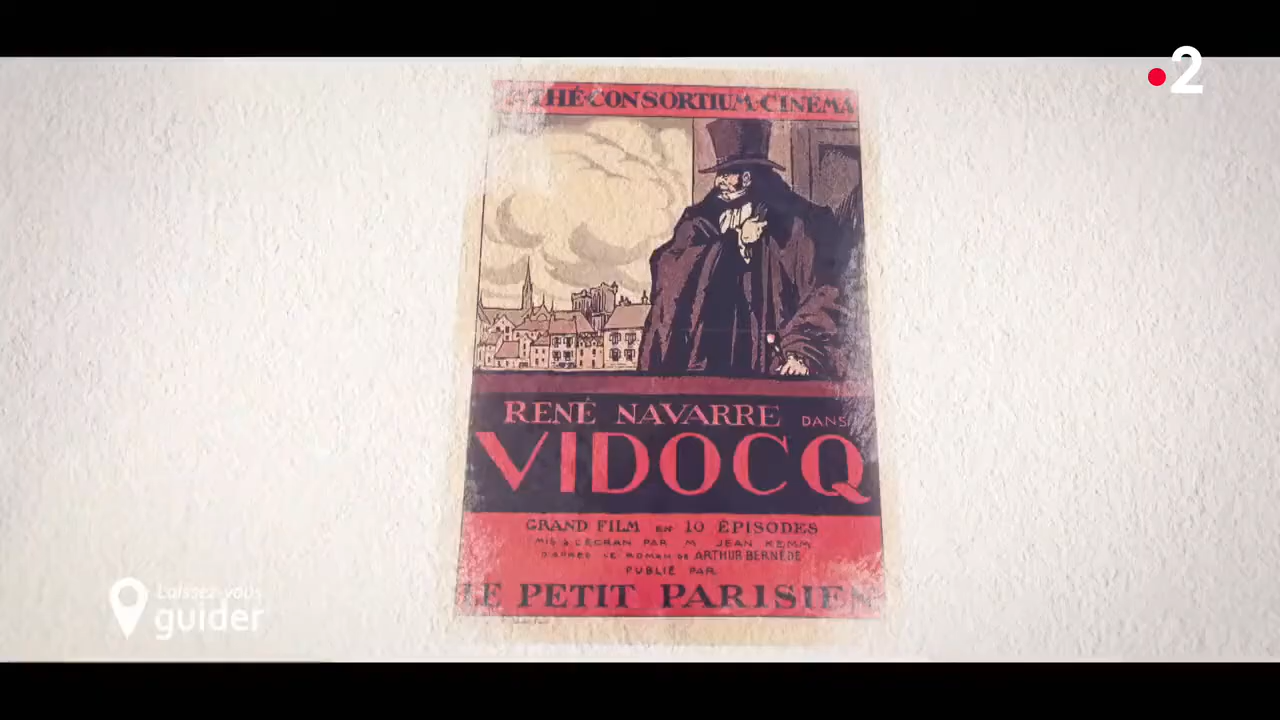 THÉ·CONSORTIUM·CINÉMA
2
RENÉ NAVARRE DANS
VIDOCQ
GRAND FILM EN 10 ÉPISODES
MIS À L'ÉCRAN PAR M JEAN KEMM
D'APRÈS LE ROMAN DE ARTHUR BERNÈDE
PUBLIÉ PAR
LE PETIT PARISIEN
Laissez-vous
guider